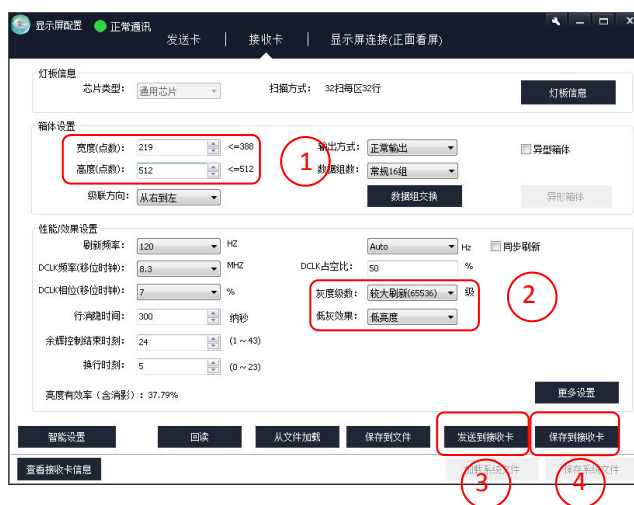 显示屏配置 正常通讯
发送卡 | 接收卡 | 显示屏连接(正面看屏)
灯板信息
芯片类型: 通用芯片 扫描方式: 32扫每区32行 灯板信息
箱体设置
宽度(点数): 219 <=388 输出方式: 正常输出 异型箱体
1
高度(点数): 512 <=512 数据组数: 常规16组
级联方向: 从右到左 数据组交换 异形箱体
性能/效果设置
刷新频率: 120 HZ Auto Hz 同步刷新
DCLK频率(移位时钟): 8.3 MHZ DCLK占空比: 50 %
DCLK相位(移位时钟): 7 % 灰度级数: 较大刷新(65536) 级
2
行消隐时间: 300 纳秒 低灰效果: 低亮度
余辉控制结束时刻: 24 (1~43)
换行时刻: 5 (0~23)
亮度有效率(含消影): 37.79% 更多设置
智能设置 回读 从文件加载 保存到文件 发送到接收卡 保存到接收卡
查看接收卡信息 加载系统文件 保存系统文件
3 4